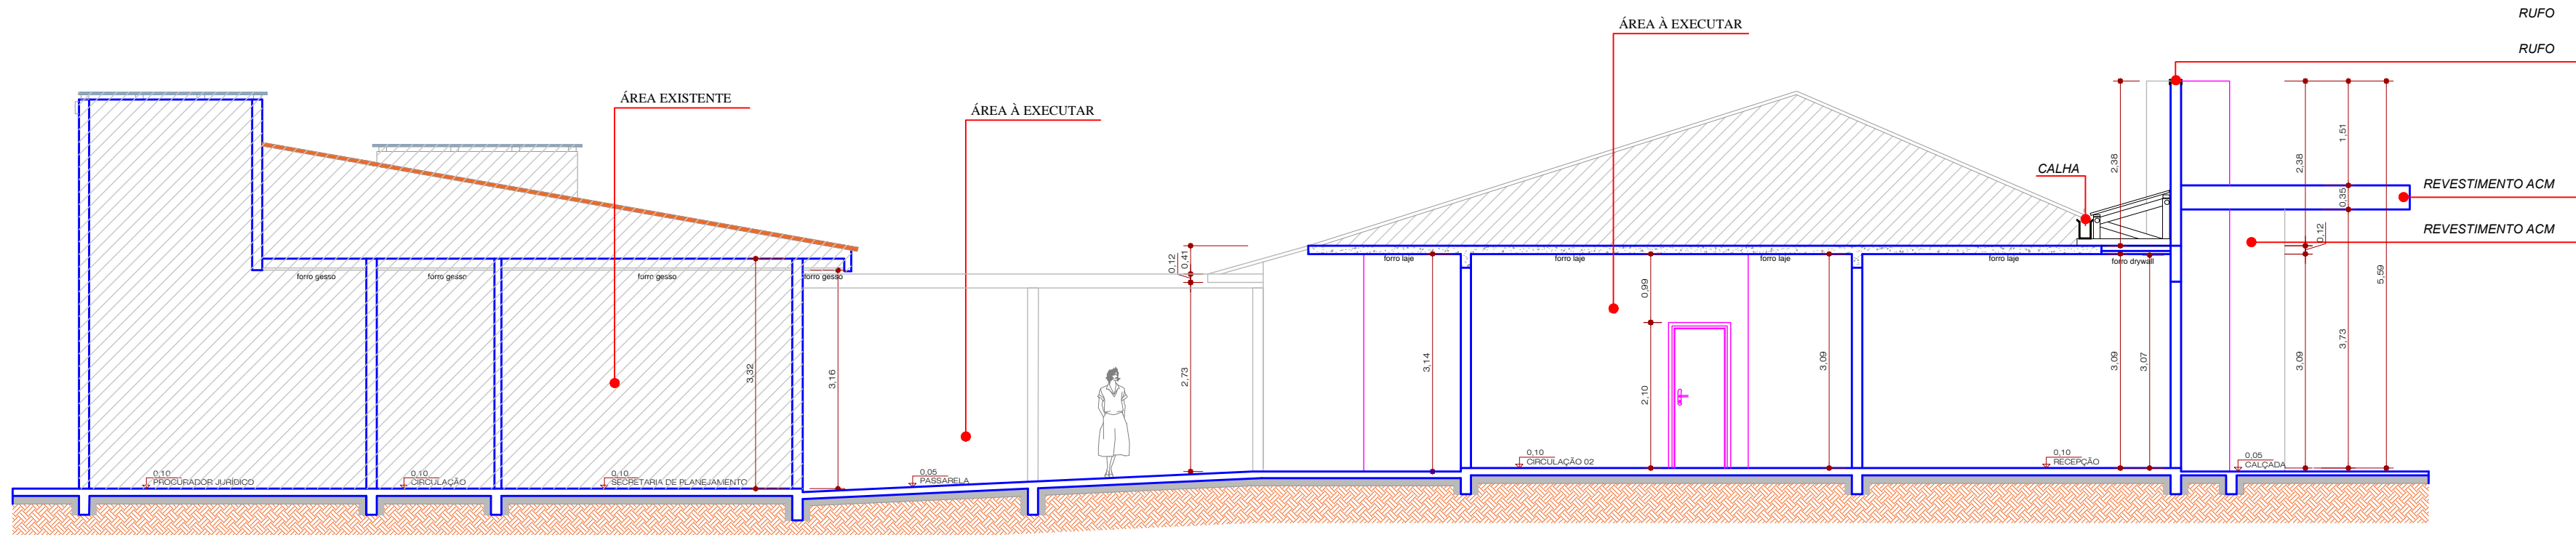 RUFO
ÁREA À EXECUTAR
RUFO
ÁREA EXISTENTE
ÁREA À EXECUTAR
CALHA
REVESTIMENTO ACM
REVESTIMENTO ACM
2,38
2,38
1,51
0,35
0,12
5,59
0,12
0,41
forro gesso
forro gesso
forro gesso
forro gesso
forro laje
forro laje
forro laje
forro laje
forro drywall
3,32
3,16
2,73
3,14
0,99
2,10
3,09
3,09
3,07
3,09
3,73
0,10
PROCURADOR JURÍDICO
0,10
CIRCULAÇÃO
0,10
SECRETARIA DE PLANEJAMENTO
0,05
PASSARELA
0,10
CIRCULAÇÃO 02
0,10
RECEPÇÃO
0,05
CALÇADA